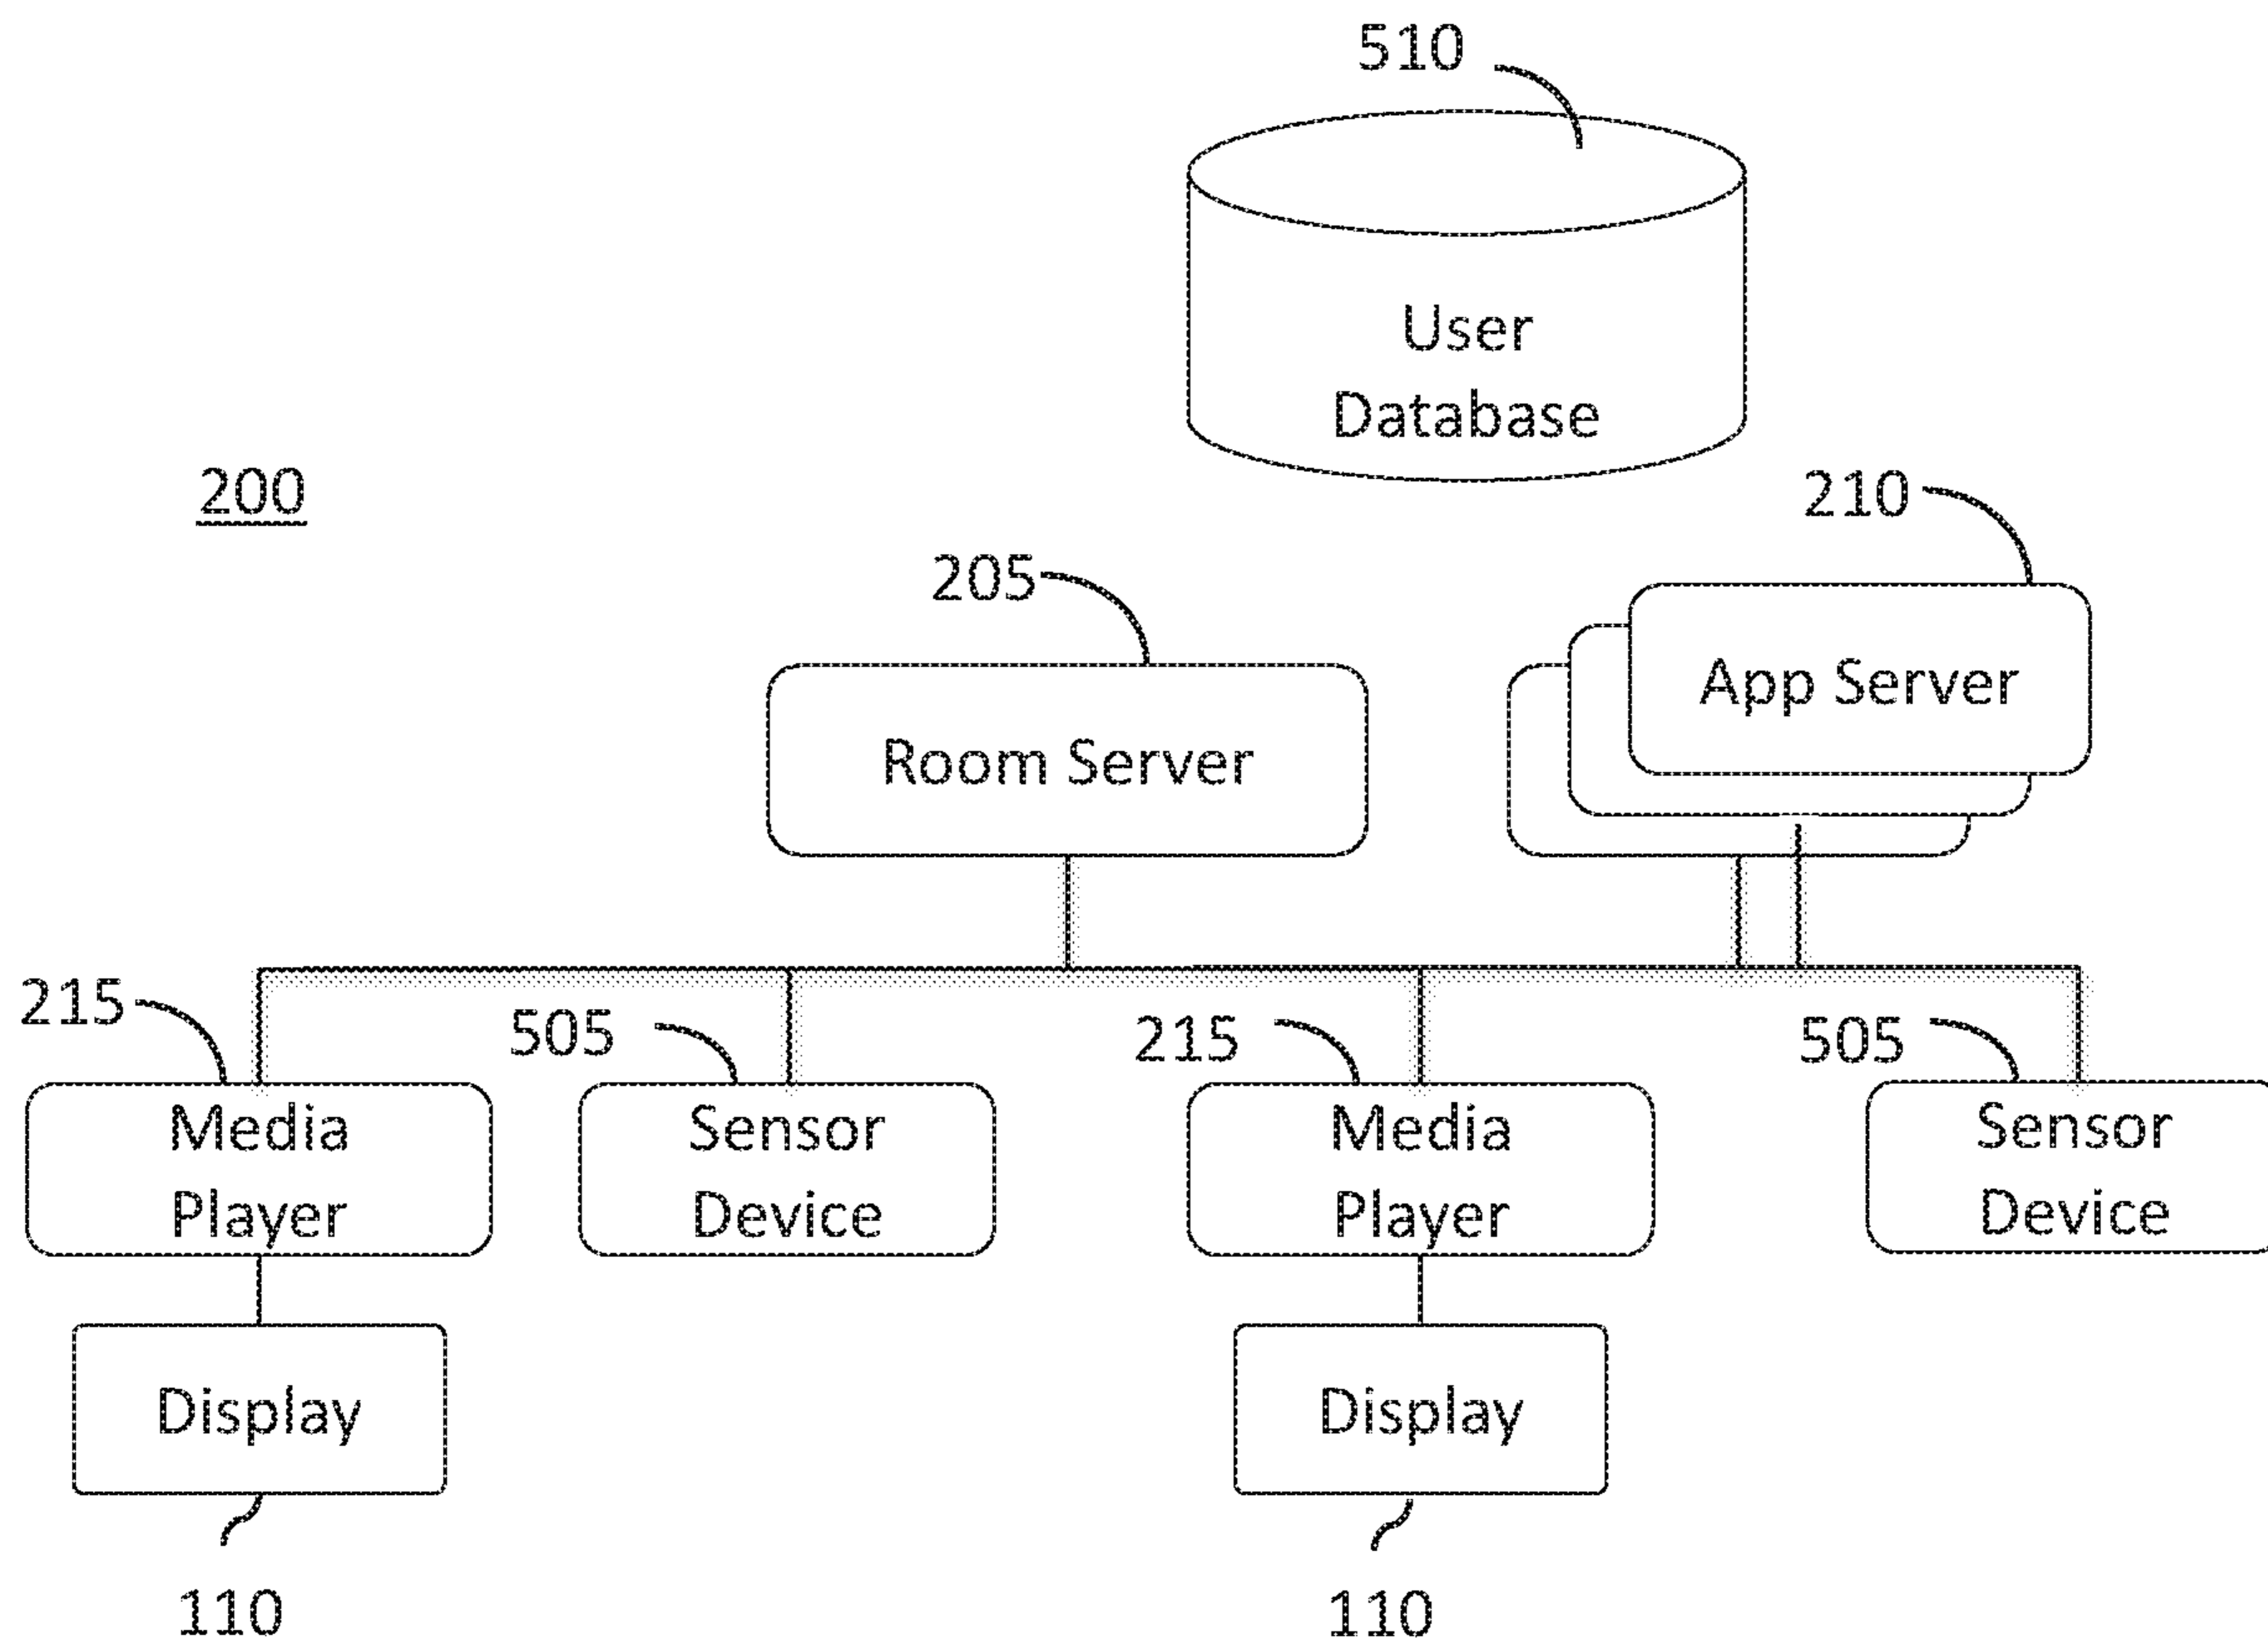 510
User
Database
200
210
205
App Server
Room Server
215
505
215
505
Media
Player
Sensor
Device
Media
Player
Sensor
Device
Display
Display
110
110